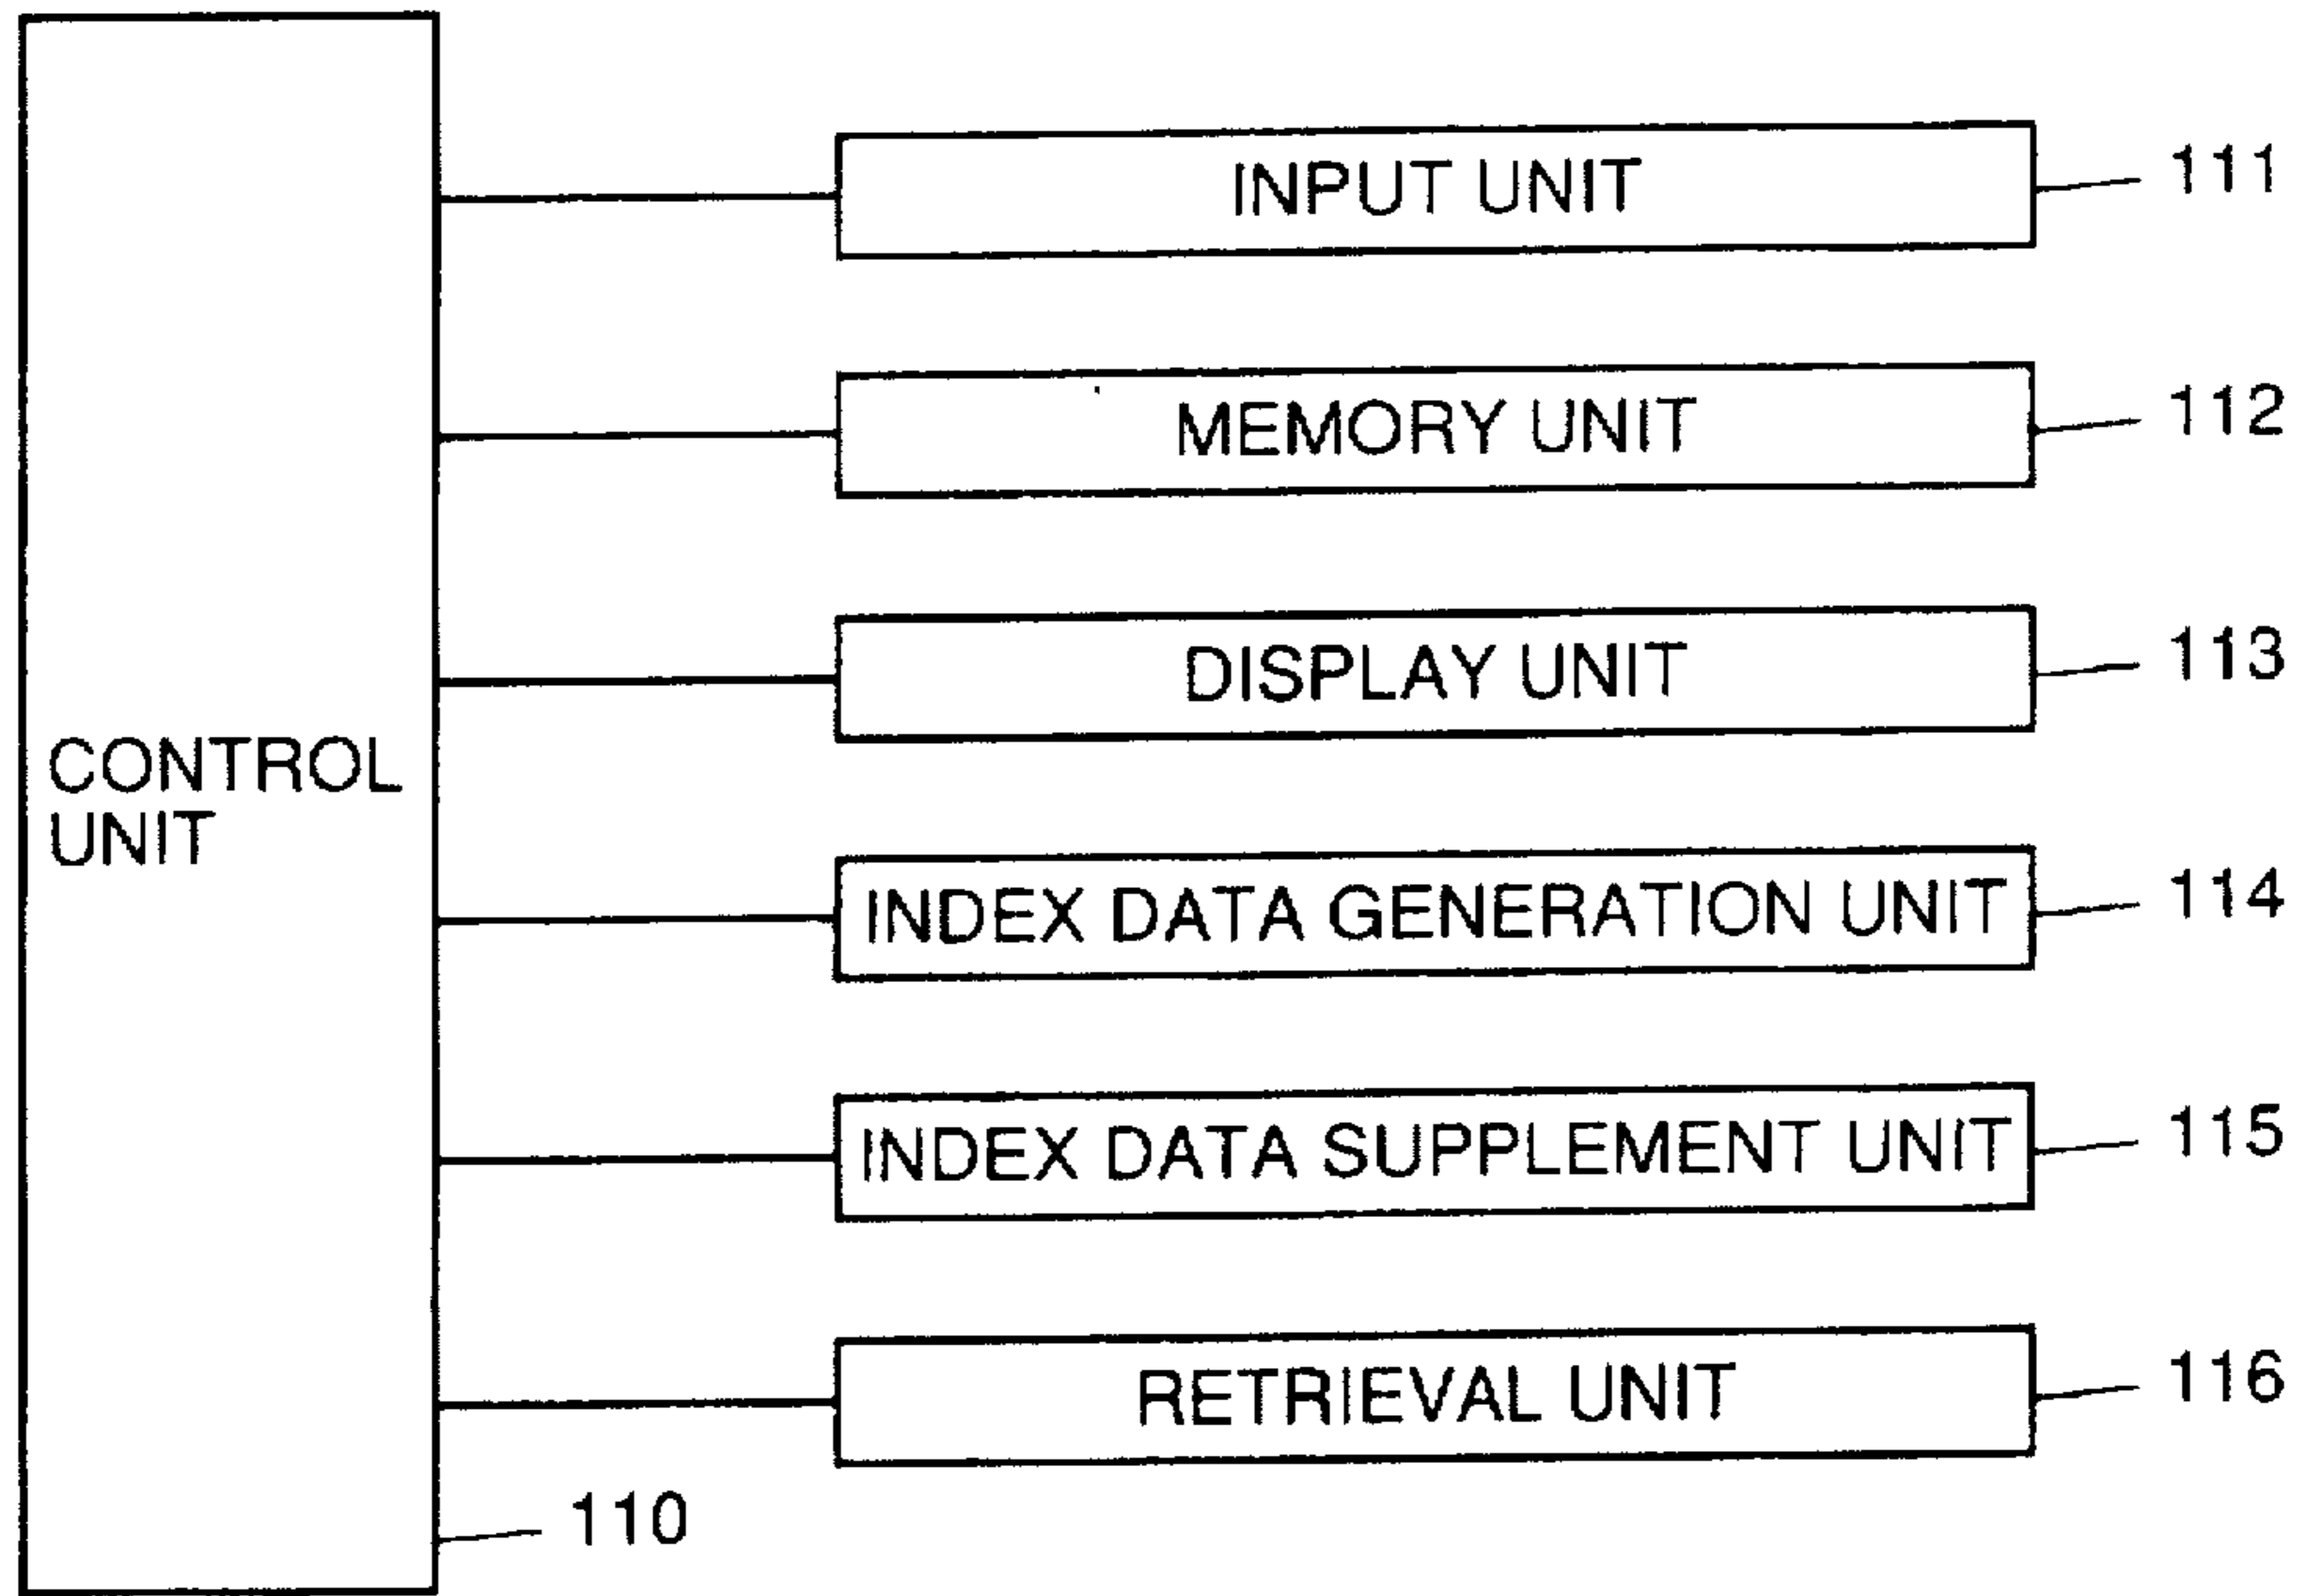 INPUT UNIT
111
MEMORY UNIT
112
DISPLAY UNIT
113
CONTROL
UNIT
INDEX DATA GENERATION UNIT
114
INDEX DATA SUPPLEMENT UNIT
115
RETRIEVAL UNIT
116
110